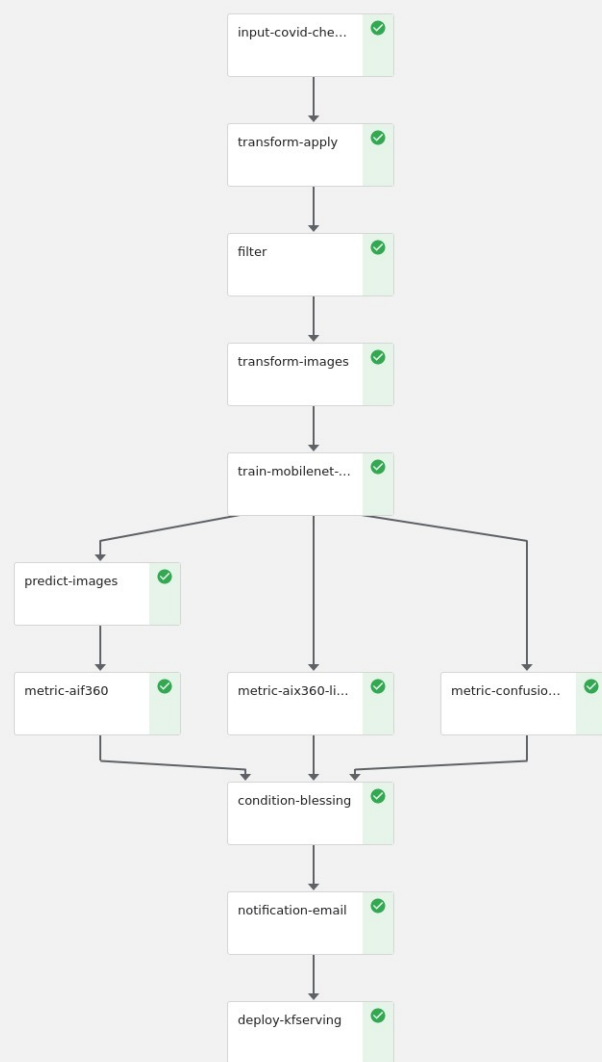 input-covid-che...
transform-apply
filter
transform-images
train-mobilenet-...
predict-images
metric-aif360
metric-aix360-li...
metric-confusio...
condition-blessing
notification-email
deploy-kfserving